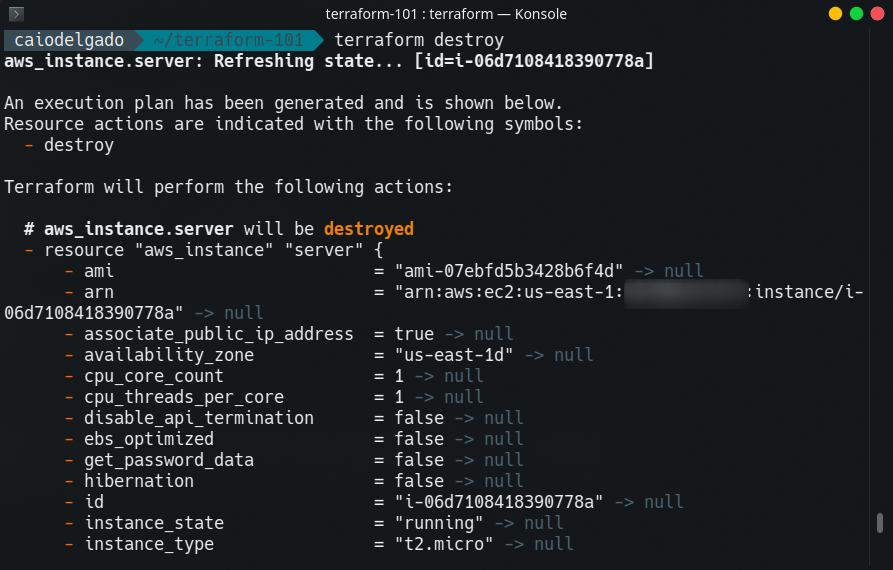 terraform-101 : terraform — Konsole
caiodelgado ~/terraform-101 terraform destroy
aws_instance.server: Refreshing state... [id=i-06d7108418390778a]
An execution plan has been generated and is shown below.
Resource actions are indicated with the following symbols:
- destroy
Terraform will perform the following actions:
# aws_instance.server will be destroyed
- resource "aws_instance" "server" {
- ami = "ami-07ebfd5b3428b6f4d" -> null
- arn = "arn:aws:ec2:us-east-1: :instance/i-
06d7108418390778a" -> null
- associate_public_ip_address = true -> null
- availability_zone = "us-east-1d" -> null
- cpu_core_count = 1 -> null
- cpu_threads_per_core = 1 -> null
- disable_api_termination = false -> null
- ebs_optimized = false -> null
- get_password_data = false -> null
- hibernation = false -> null
- id = "i-06d7108418390778a" -> null
- instance_state = "running" -> null
- instance_type = "t2.micro" -> null